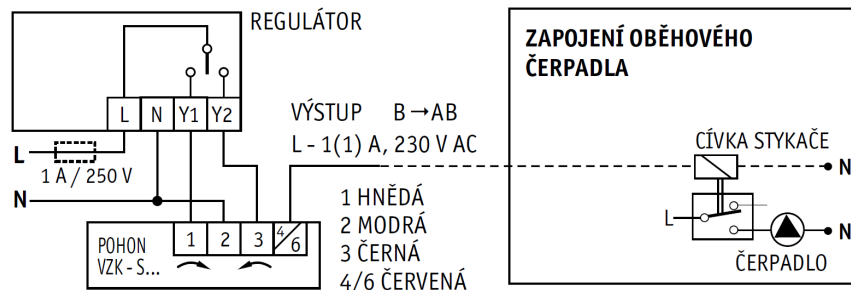 REGULÁTOR
L N Y1 Y2
L
1 A / 250 V
N
VÝSTUP B → AB
L - 1(1) A, 230 V AC
1 HNĚDÁ
2 MODRÁ
3 ČERNÁ
4/6 ČERVENÁ
POHON
VZK - S...
1 2 3 4/6
ZAPOJENÍ OBĚHOVÉHO
ČERPADLA
CÍVKA STYKAČE
N
L
N
ČERPADLO